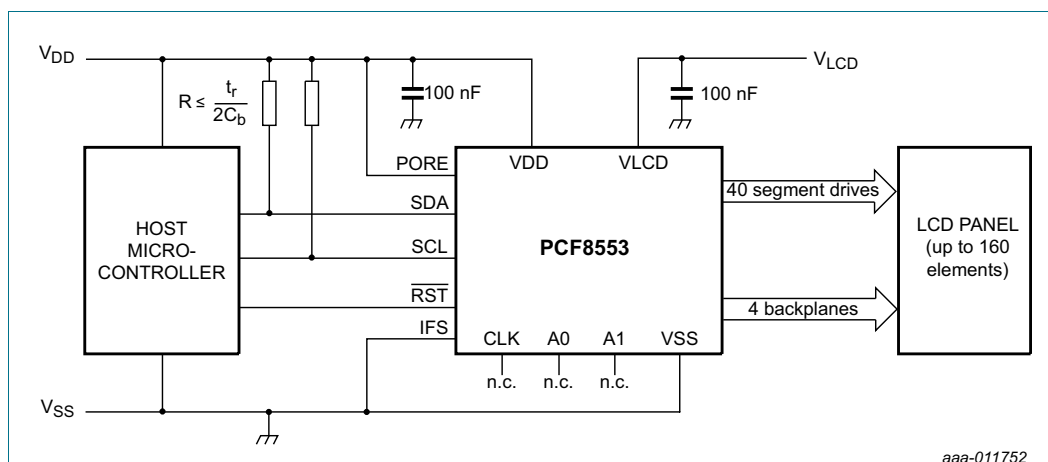 VDD
VLCD
R ≤ tr
2Cb
100 nF
100 nF
PORE
VDD
VLCD
SDA
40 segment drives
HOST
MICRO-
CONTROLLER
SCL
PCF8553
LCD PANEL
(up to 160
elements)
RST
4 backplanes
IFS
CLK
A0
A1
VSS
n.c.
n.c.
n.c.
VSS
aaa-011752